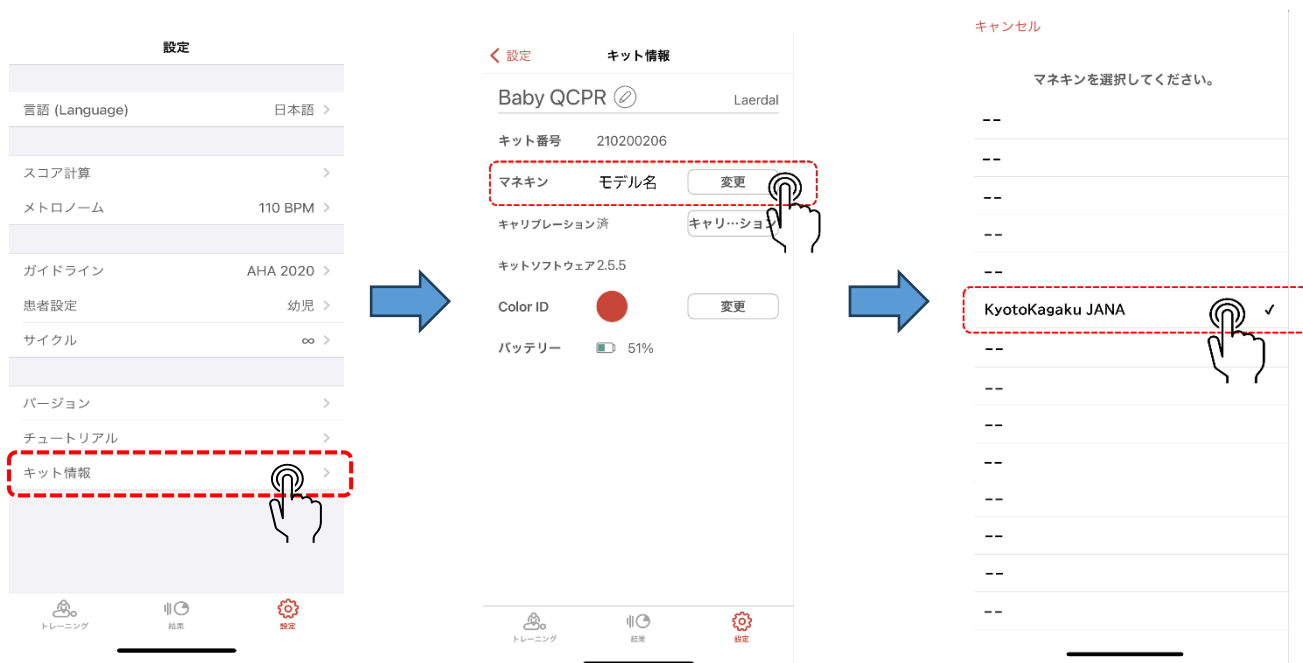 設定
言語 (Language) 日本語 >
スコア計算 >
メトロノーム 110 BPM >
ガイドライン AHA 2020 >
患者設定 幼児 >
サイクル ∞ >
バージョン >
チュートリアル >
キット情報 >
トレーニング 結果 設定
< 設定 キット情報
Baby QCPR Laerdal
キット番号 210200206
マネキン モデル名 変更
キャリブレーション済 キャリ…ション
キットソフトウェア 2.5.5
Color ID 変更
バッテリー 51%
トレーニング 結果 設定
キャンセル
マネキンを選択してください。
--
--
--
--
--
KyotoKagaku JANA ✓
--
--
--
--
--
--
--
--